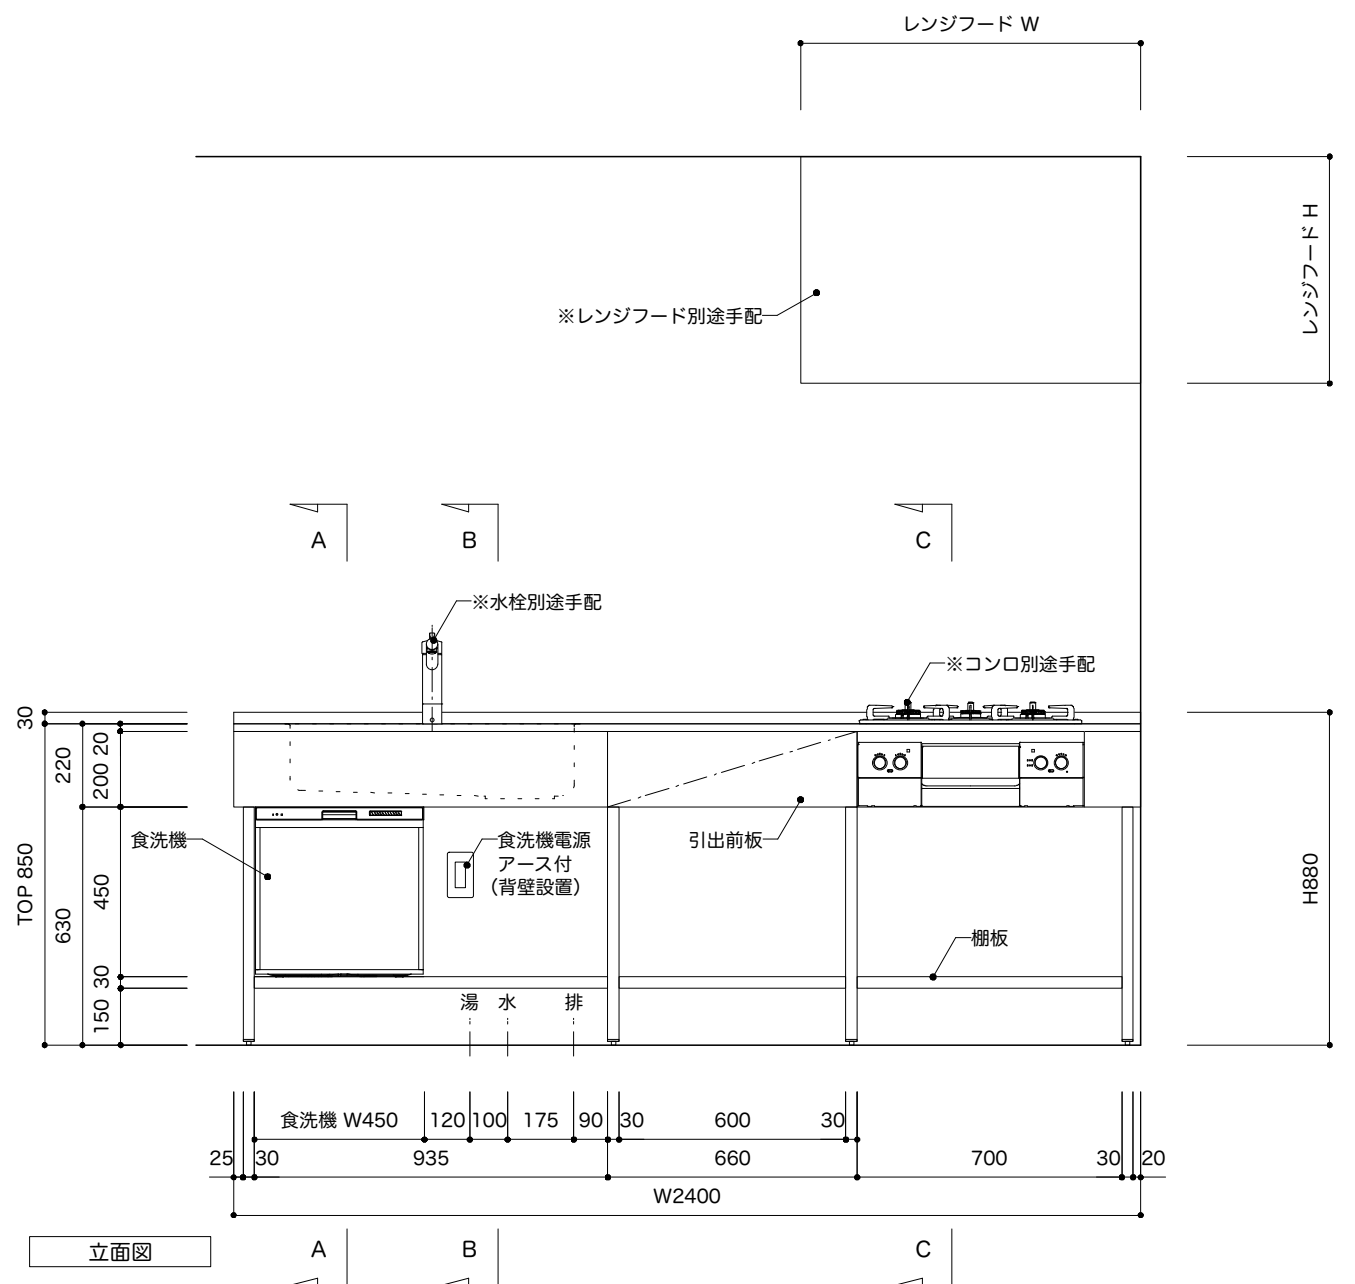 レンジフード W
レンジフード H
※レンジフード別途手配
A
B
C
※水栓別途手配
※コンロ別途手配
30
220
20
200
食洗機
食洗機電源
アース付
（背壁設置）
引出前板
TOP 850
630
450
H880
棚板
30
150
湯 水 排
食洗機 W450 120 100 175 90 30 600 30
25 30 935 660 700 30 20
W2400
立面図
A
B
C